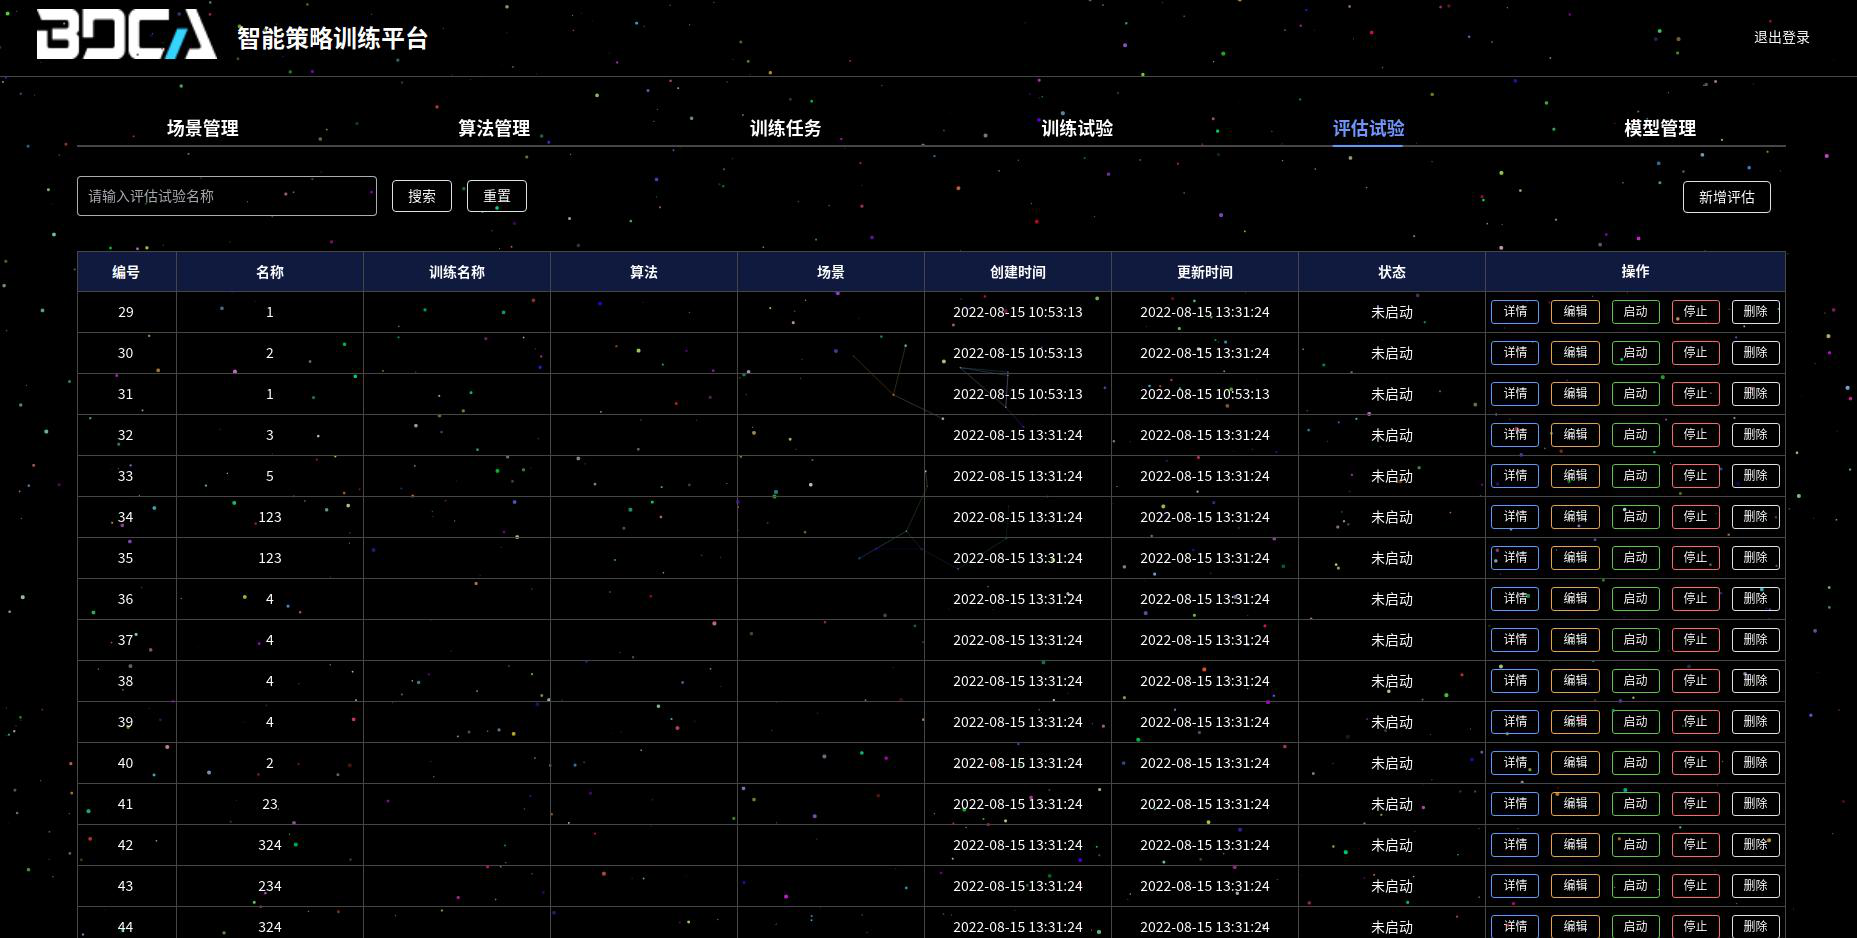 BDCA 智能策略训练平台 退出登录
场景管理 算法管理 训练任务 训练试验 评估试验 模型管理
请输入评估试验名称 搜索 重置 新增评估
编号 名称 训练名称 算法 场景 创建时间 更新时间 状态 操作
29 1 2022-08-15 10:53:13 2022-08-15 13:31:24 未启动 详情 编辑 启动 停止 删除
30 2 2022-08-15 10:53:13 2022-08-15 13:31:24 未启动 详情 编辑 启动 停止 删除
31 1 2022-08-15 10:53:13 2022-08-15 10:53:13 未启动 详情 编辑 启动 停止 删除
32 3 2022-08-15 13:31:24 2022-08-15 13:31:24 未启动 详情 编辑 启动 停止 删除
33 5 2022-08-15 13:31:24 2022-08-15 13:31:24 未启动 详情 编辑 启动 停止 删除
34 123 2022-08-15 13:31:24 2022-08-15 13:31:24 未启动 详情 编辑 启动 停止 删除
35 123 2022-08-15 13:31:24 2022-08-15 13:31:24 未启动 详情 编辑 启动 停止 删除
36 4 2022-08-15 13:31:24 2022-08-15 13:31:24 未启动 详情 编辑 启动 停止 删除
37 4 2022-08-15 13:31:24 2022-08-15 13:31:24 未启动 详情 编辑 启动 停止 删除
38 4 2022-08-15 13:31:24 2022-08-15 13:31:24 未启动 详情 编辑 启动 停止 删除
39 4 2022-08-15 13:31:24 2022-08-15 13:31:24 未启动 详情 编辑 启动 停止 删除
40 2 2022-08-15 13:31:24 2022-08-15 13:31:24 未启动 详情 编辑 启动 停止 删除
41 23 2022-08-15 13:31:24 2022-08-15 13:31:24 未启动 详情 编辑 启动 停止 删除
42 324 2022-08-15 13:31:24 2022-08-15 13:31:24 未启动 详情 编辑 启动 停止 删除
43 234 2022-08-15 13:31:24 2022-08-15 13:31:24 未启动 详情 编辑 启动 停止 删除
44 324 2022-08-15 13:31:24 2022-08-15 13:31:24 未启动 详情 编辑 启动 停止 删除